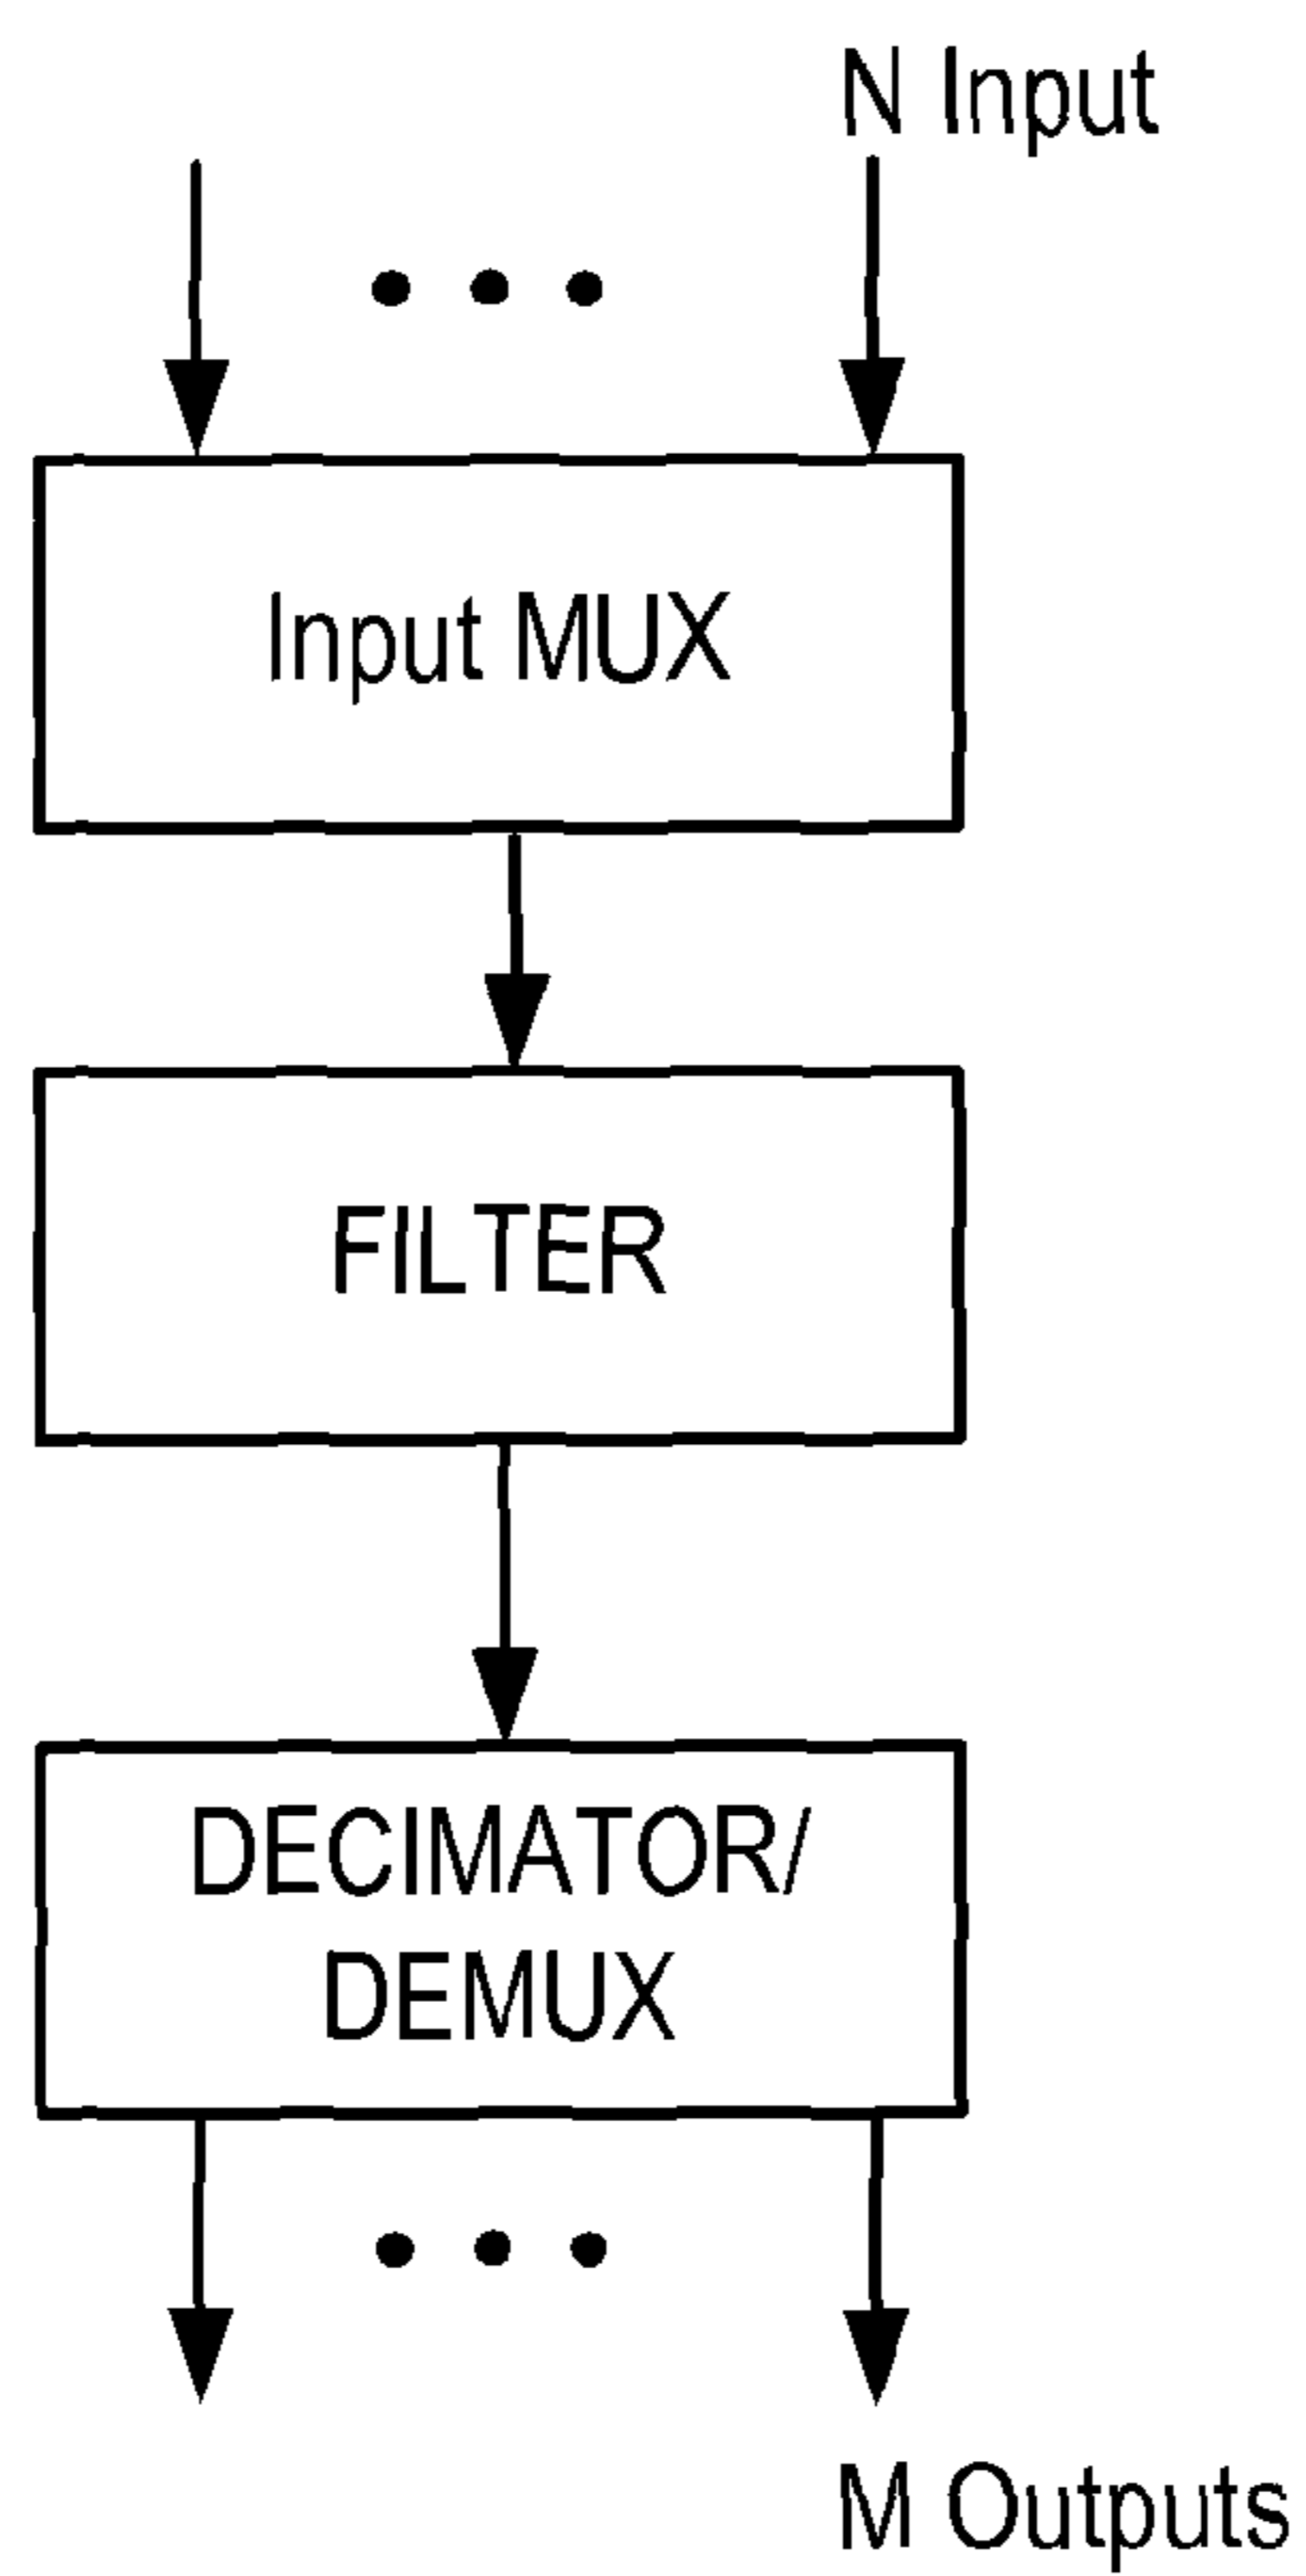 N Input
Input MUX
FILTER
DECIMATOR/
DEMUX
M Outputs